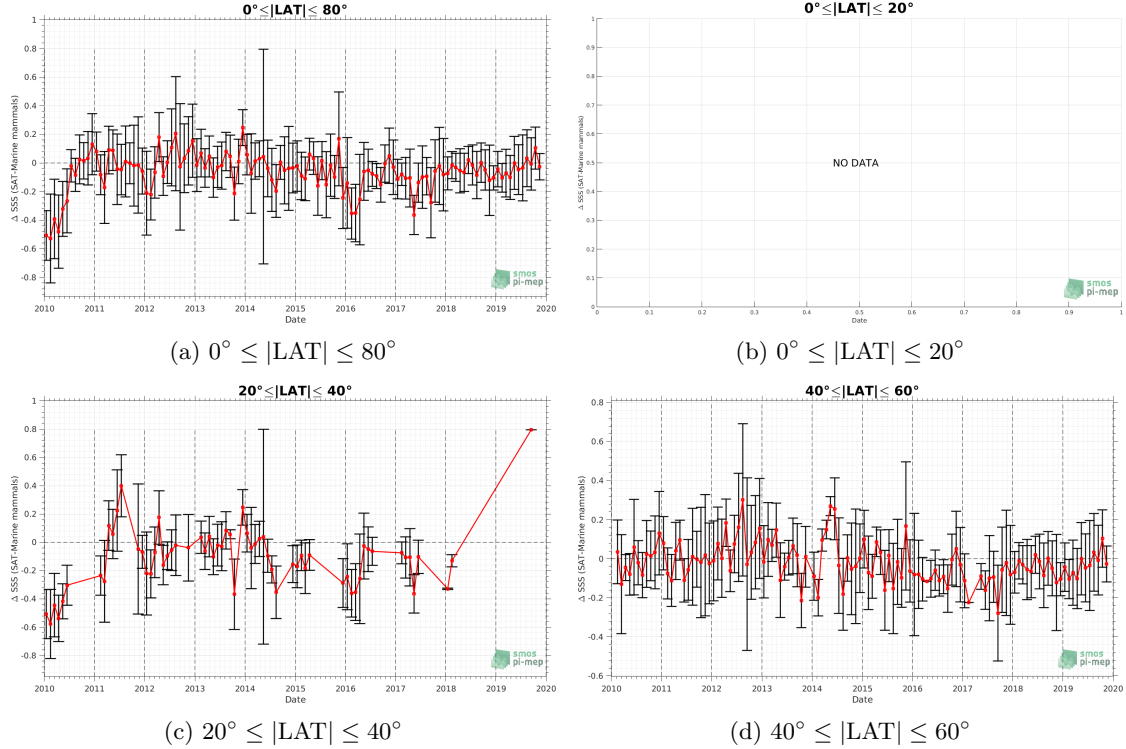 0°≤|LAT|≤ 80°
Δ SSS (SAT-Marine mammals)
1
0.8
0.6
0.4
0.2
0
-0.2
-0.4
-0.6
-0.8
2010 2011 2012 2013 2014 2015 2016 2017 2018 2019 2020
Date
smos
pi-mep
(a) 0° ≤ |LAT| ≤ 80°
0°≤|LAT|≤ 20°
Δ SSS (SAT-Marine mammals)
1
0.9
0.8
0.7
0.6
0.5
0.4
0.3
0.2
0.1
0
NO DATA
0 0.1 0.2 0.3 0.4 0.5 0.6 0.7 0.8 0.9 1
Date
smos
pi-mep
(b) 0° ≤ |LAT| ≤ 20°
20°≤|LAT|≤ 40°
Δ SSS (SAT-Marine mammals)
1
0.8
0.6
0.4
0.2
0
-0.2
-0.4
-0.6
-0.8
2010 2011 2012 2013 2014 2015 2016 2017 2018 2019 2020
Date
smos
pi-mep
(c) 20° ≤ |LAT| ≤ 40°
40°≤|LAT|≤ 60°
Δ SSS (SAT-Marine mammals)
0.8
0.6
0.4
0.2
0
-0.2
-0.4
-0.6
2010 2011 2012 2013 2014 2015 2016 2017 2018 2019 2020
Date
smos
pi-mep
(d) 40° ≤ |LAT| ≤ 60°